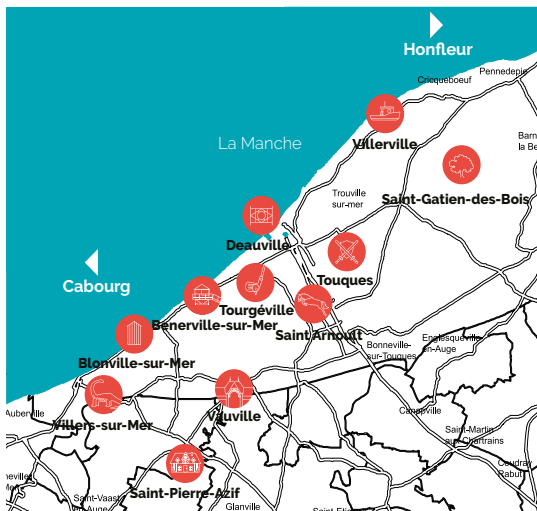 Honfleur
Pennedepie
Cricqueboeuf
Villerville
Barn
la Be
La Manche
Saint-Gatien-des-Bois
Trouville
sur-mer
Deauville
Touques
Cabourg
Tourgéville
Bénerville-sur-Mer
Saint Arnoult
Englesqueville
en-Auge
Bonneville-
sur-Touques
Blonville-sur-Mer
Vauville
Auberville
Villers-sur-Mer
Canapville
Saint-Martin
aux-Chartrains
Coudray
Rabut
Saint-Pierre-Azif
Saint-Vaast
en-Auge
Glanville